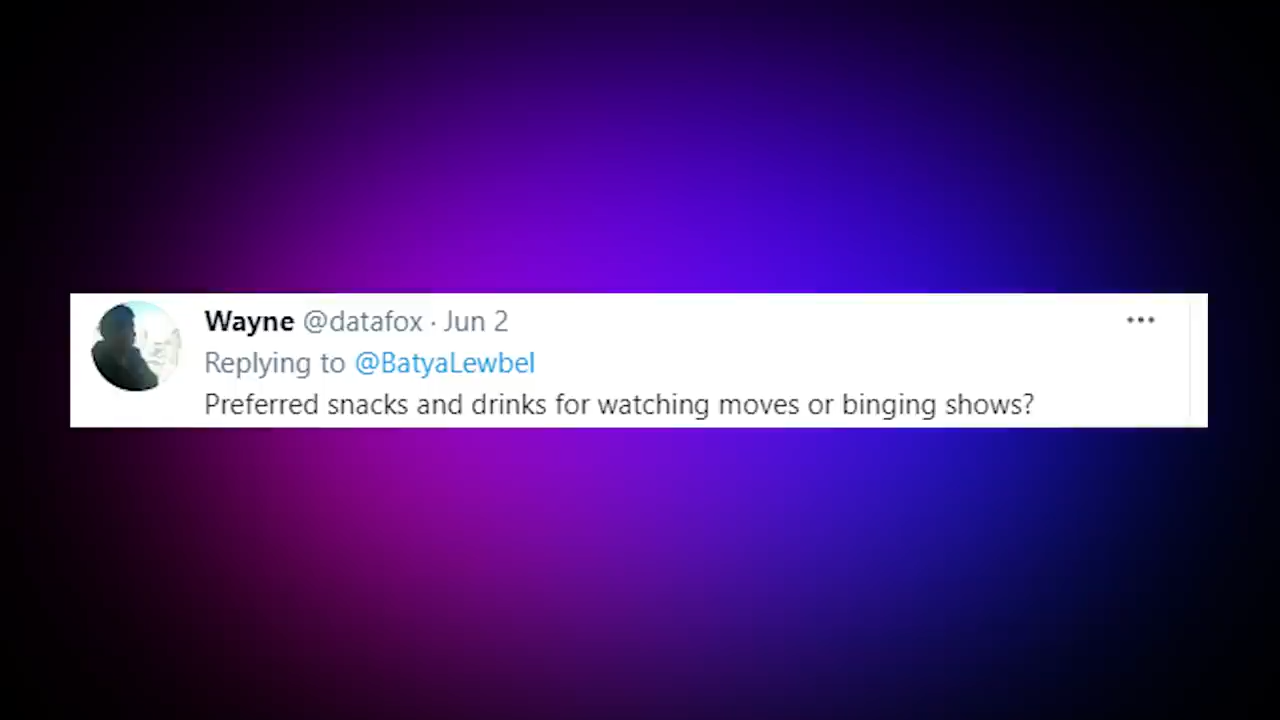 Wayne @datafox · Jun 2
Replying to @BatyaLewbel
Preferred snacks and drinks for watching moves or binging shows?